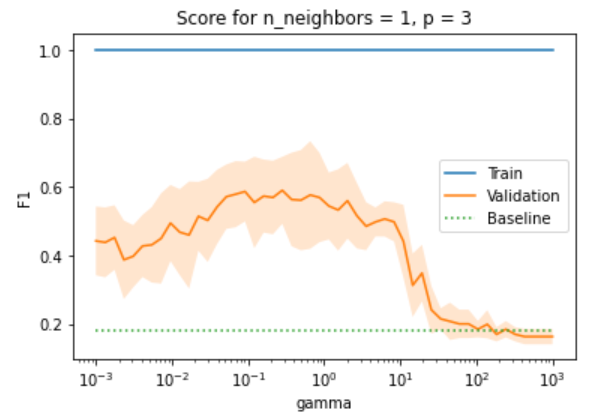 Score for n_neighbors = 1, p = 3
1.0
0.8
0.6
0.4
0.2
F1
Train
Validation
Baseline
10⁻³
10⁻²
10⁻¹
10⁰
10¹
10²
10³
gamma